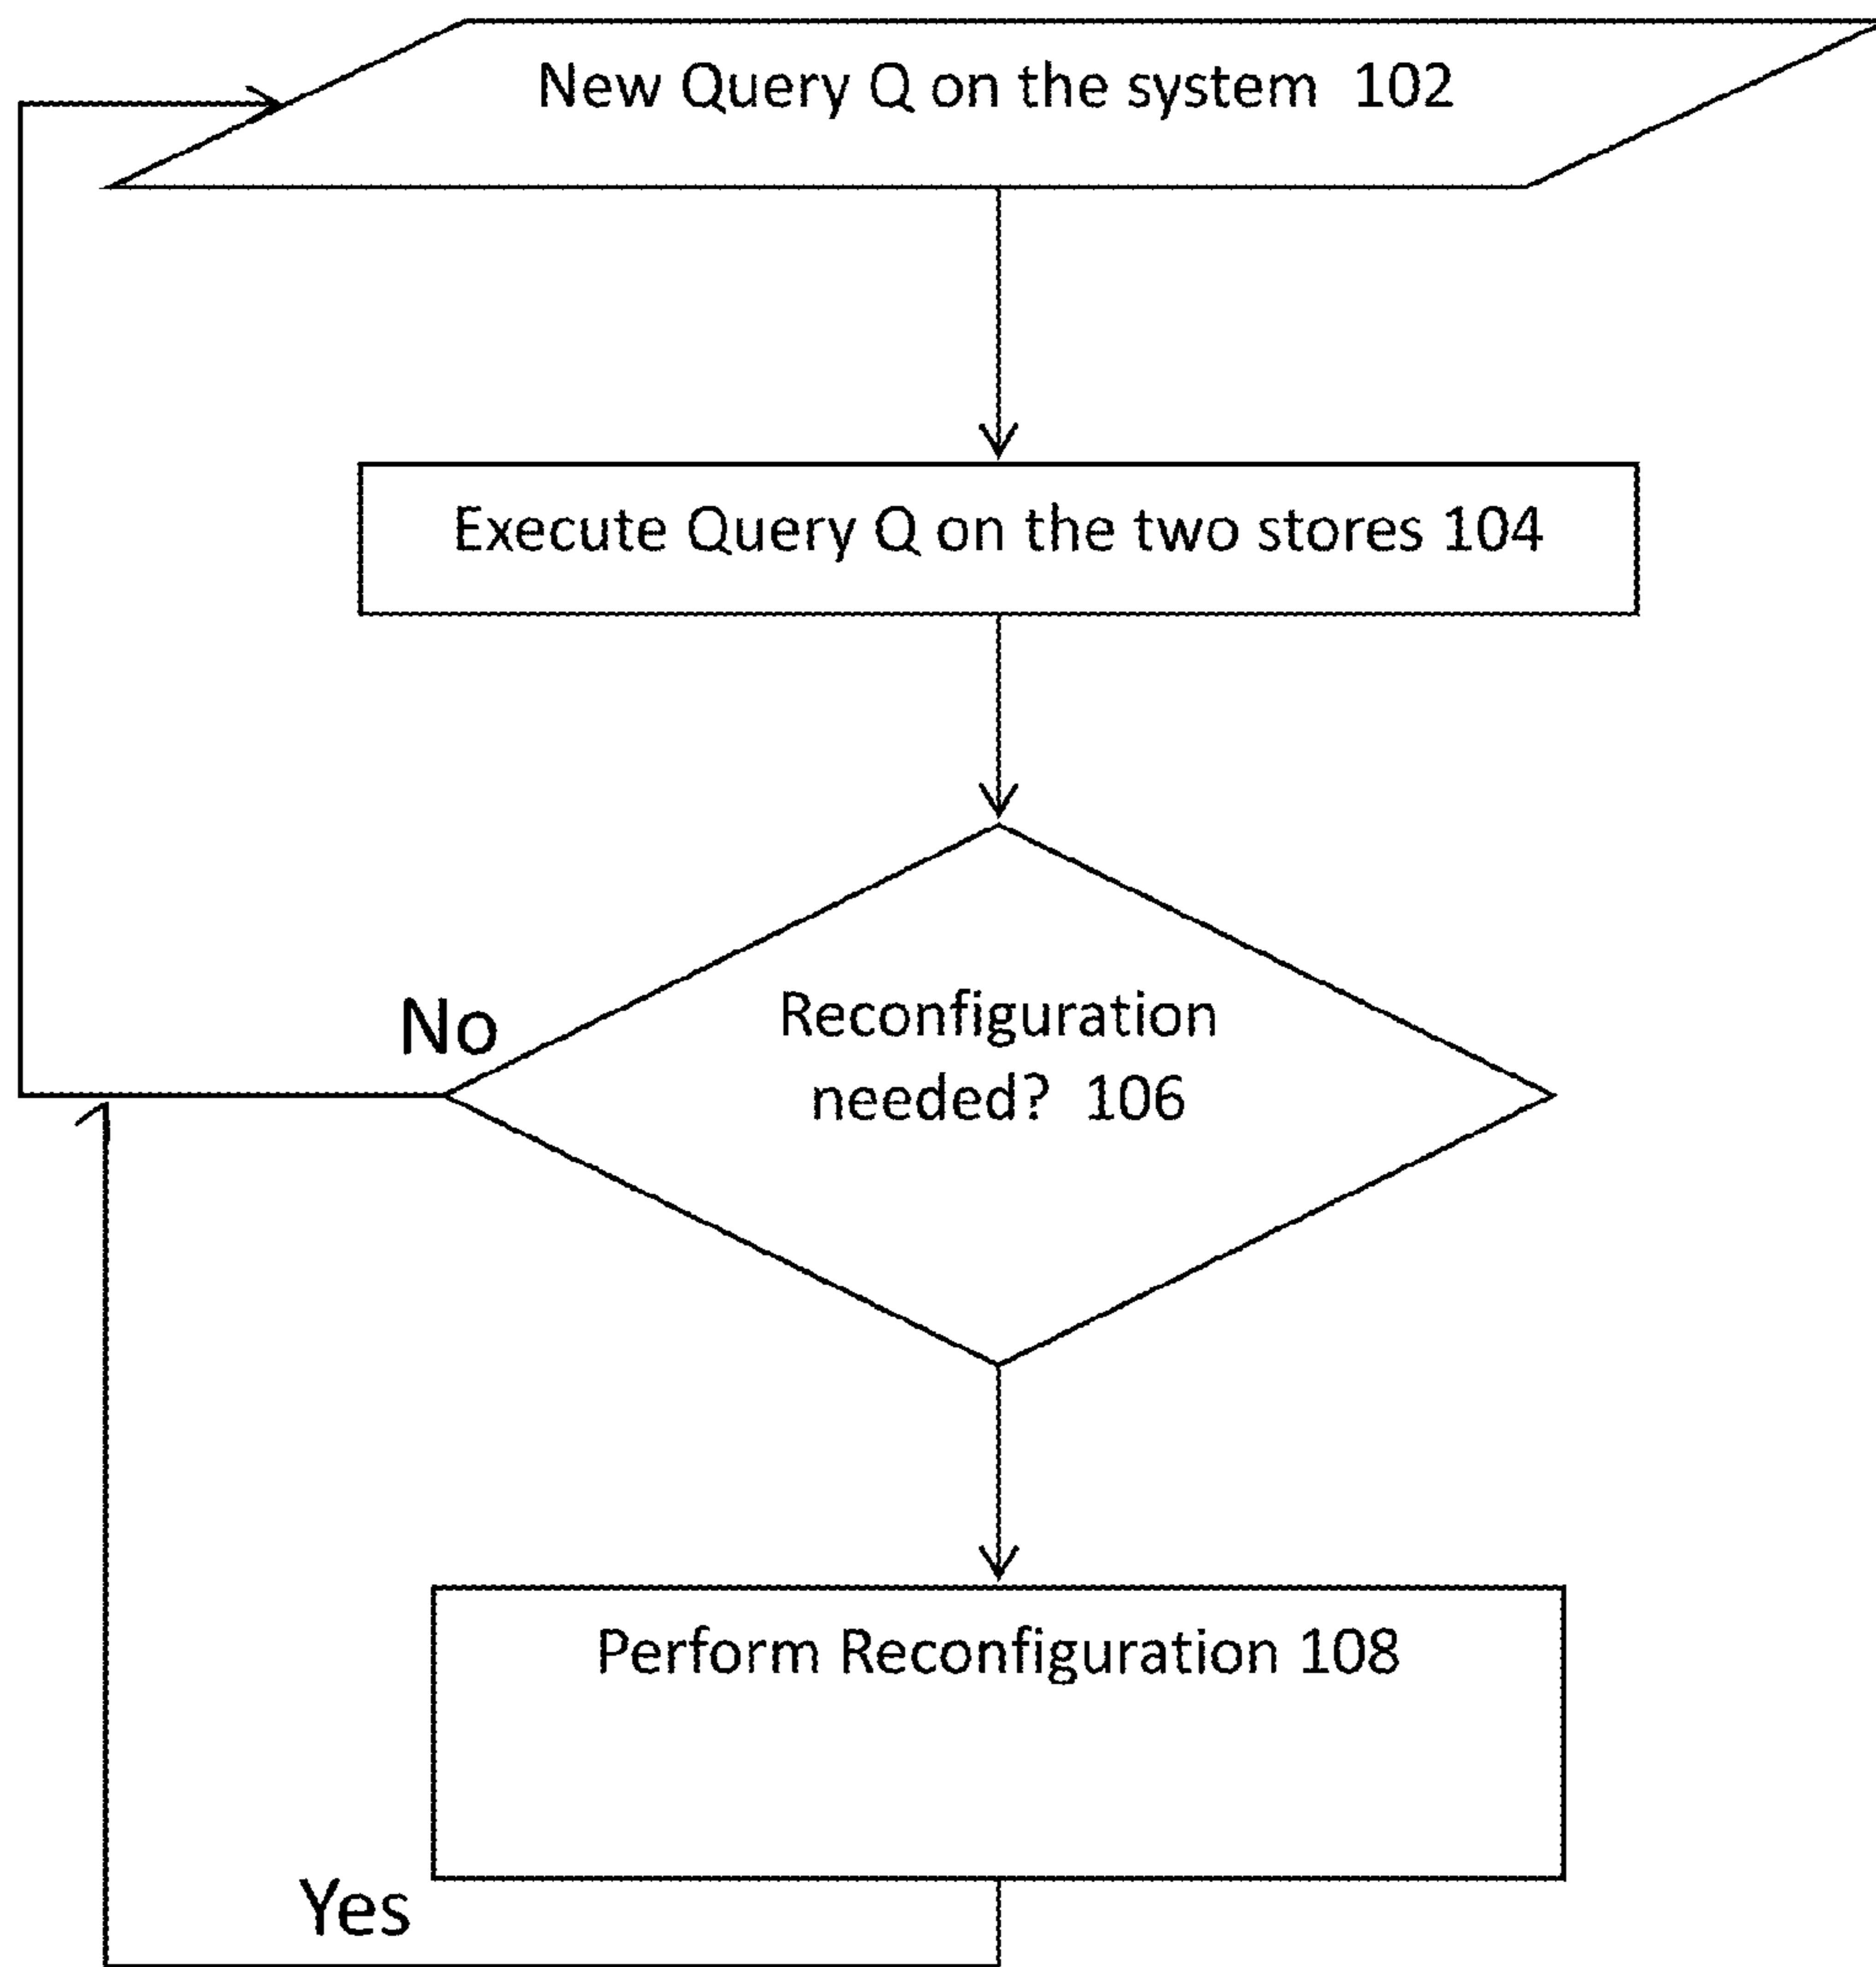 New Query Q on the system 102
Execute Query Q on the two stores 104
No
Reconfiguration
needed? 106
Perform Reconfiguration 108
Yes